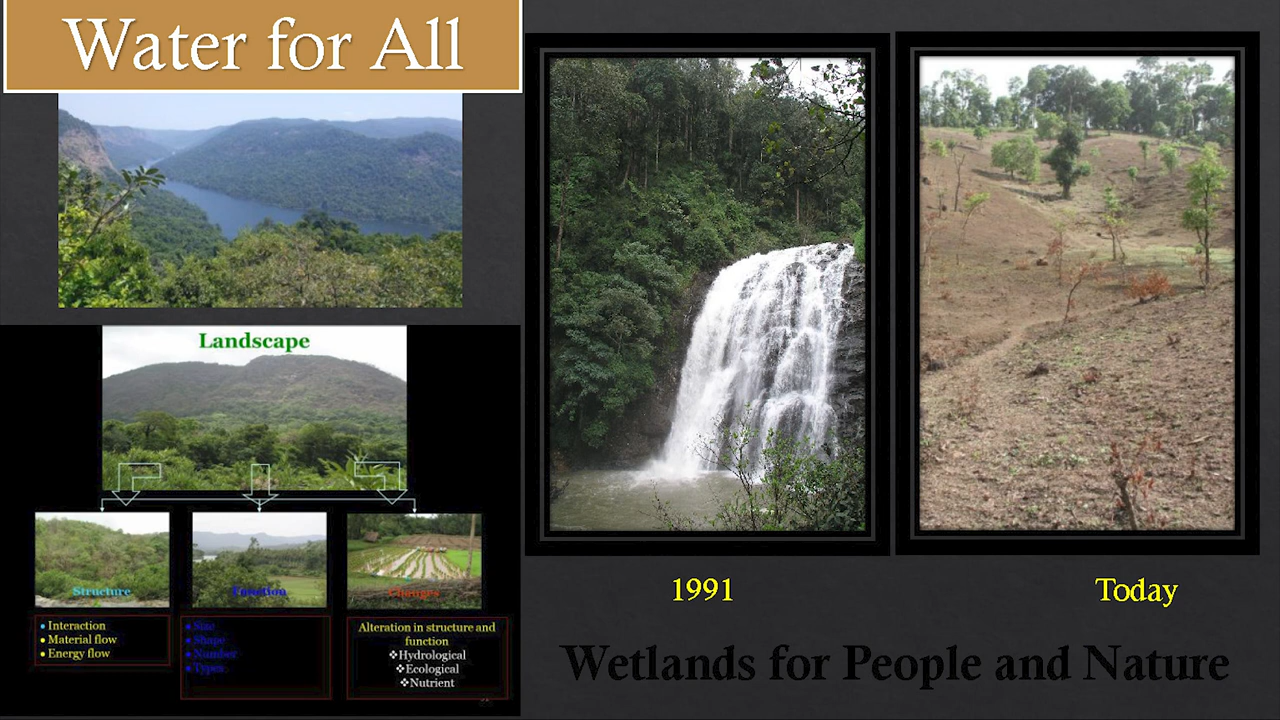 Water for All
Landscape
Structure
Function
Changes
Interaction
Material flow
Energy flow
Size
Shape
Number
Types
Alteration in structure and
function
Hydrological
Ecological
Nutrient
1991
Today
Wetlands for People and Nature